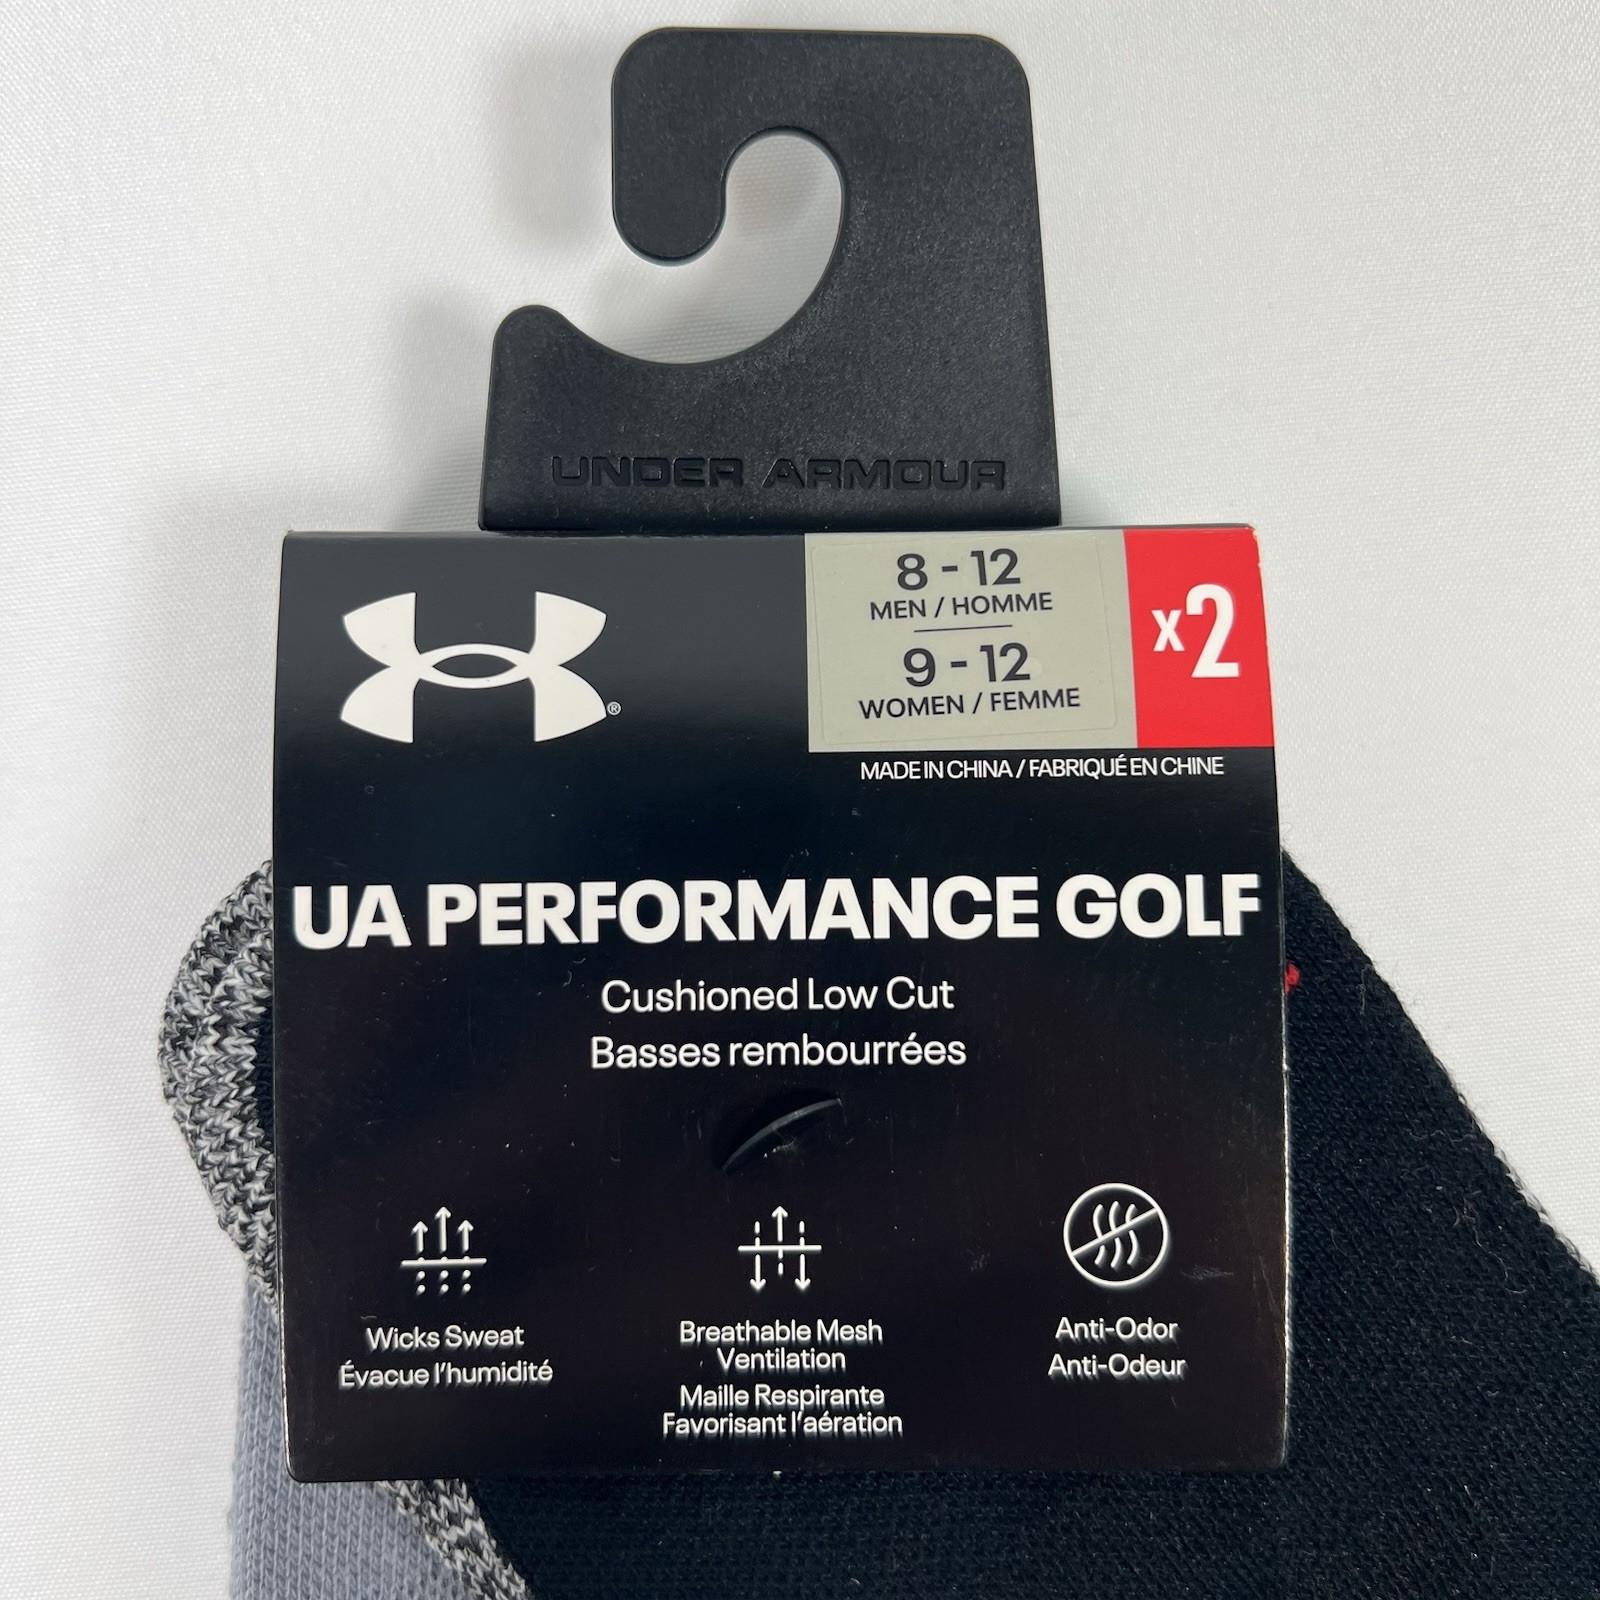 UNDER ARMOUR
8 - 12
MEN / HOMME
9 - 12
WOMEN / FEMME
x2
MADE IN CHINA / FABRIQUÉ EN CHINE
®
UA PERFORMANCE GOLF
Cushioned Low Cut
Basses rembourrées
Wicks Sweat
Évacue l'humidité
Breathable Mesh
Ventilation
Maille Respirante
Favorisant l'aération
Anti-Odor
Anti-Odeur